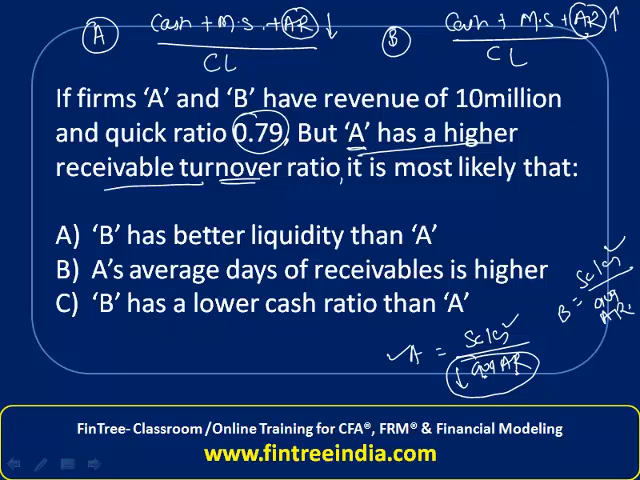 A Cash + M.S. + AR ↓ B Cash + M.S + AR ↑
CL CL
If firms ‘A’ and ‘B’ have revenue of 10million
and quick ratio 0.79, But ‘A’ has a higher
receivable turnover ratio, it is most likely that:
A) ‘B’ has better liquidity than ‘A’
B) A’s average days of receivables is higher
C) ‘B’ has a lower cash ratio than ‘A’
B = Sales ✓
avg AR
✓A = Sales ✓
↓ avg AR
FinTree- Classroom /Online Training for CFA®, FRM® & Financial Modeling
www.fintreeindia.com